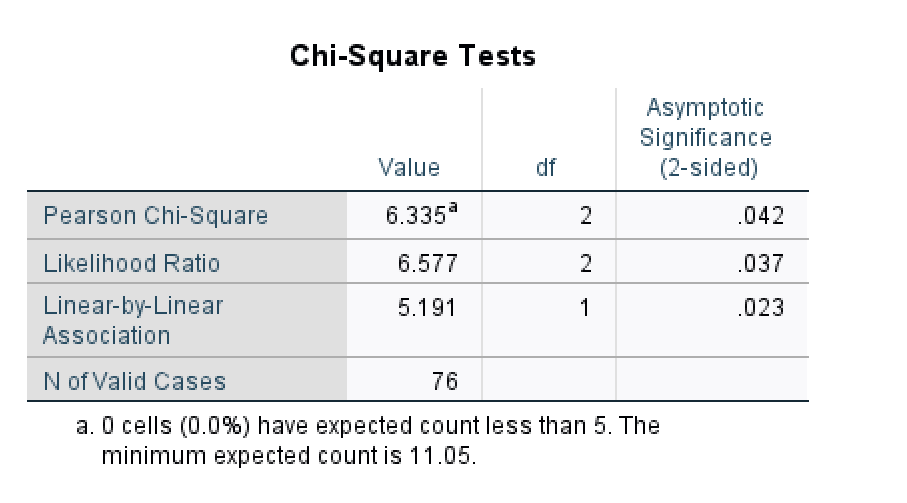 Chi-Square Tests
Asymptotic
Significance
Value df (2-sided)
Pearson Chi-Square 6.335a 2 .042
Likelihood Ratio 6.577 2 .037
Linear-by-Linear 5.191 1 .023
Association
N of Valid Cases 76
a. 0 cells (0.0%) have expected count less than 5. The
minimum expected count is 11.05.